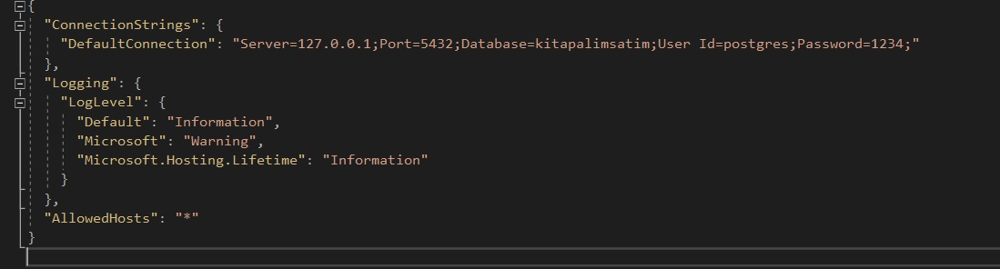 {
"ConnectionStrings": {
"DefaultConnection": "Server=127.0.0.1;Port=5432;Database=kitapalimsatim;User Id=postgres;Password=1234;"
},
"Logging": {
"LogLevel": {
"Default": "Information",
"Microsoft": "Warning",
"Microsoft.Hosting.Lifetime": "Information"
}
},
"AllowedHosts": "*"
}